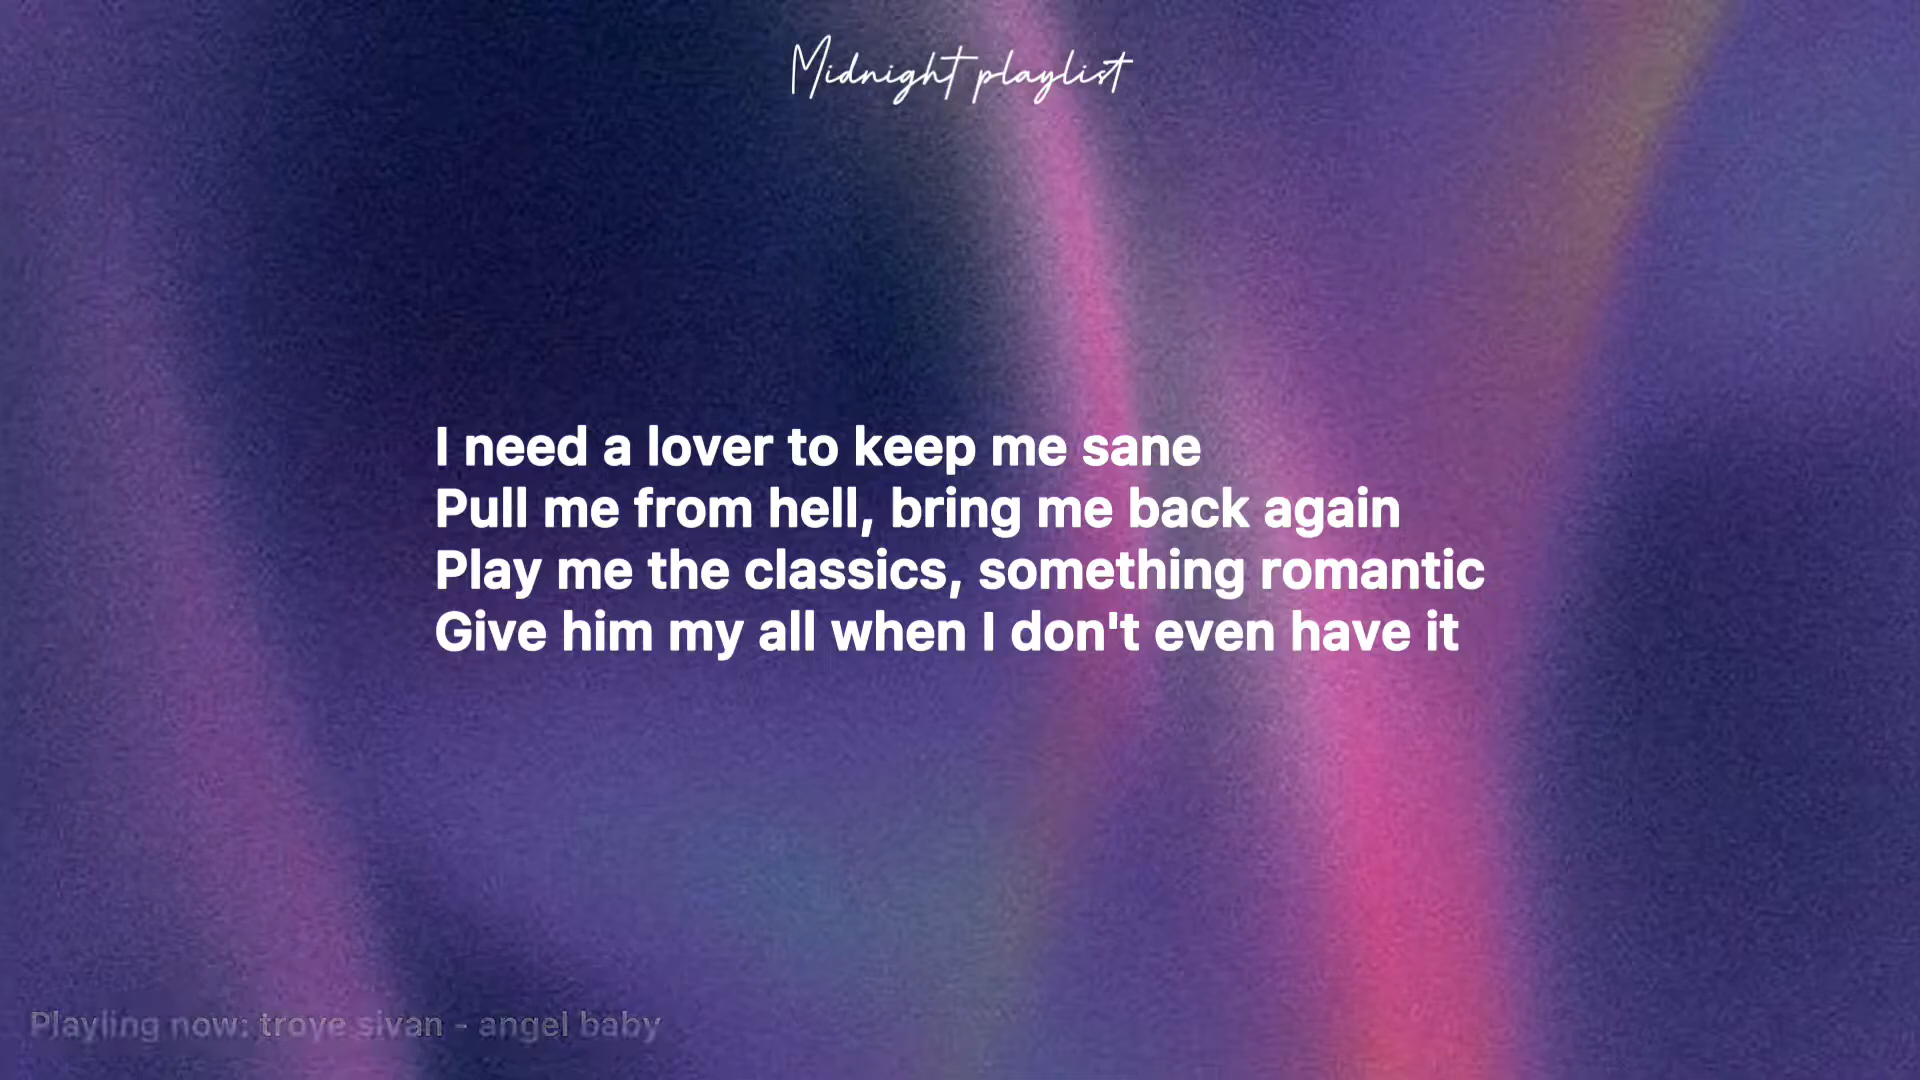 Midnight playlist
I need a lover to keep me sane
Pull me from hell, bring me back again
Play me the classics, something romantic
Give him my all when I don't even have it
Playling now: troye sivan - angel baby